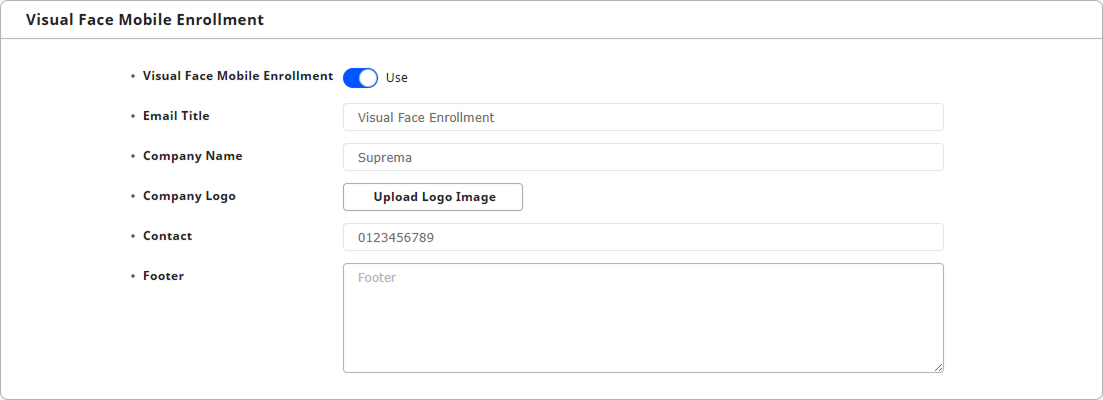 Visual Face Mobile Enrollment
• Visual Face Mobile Enrollment Use
• Email Title Visual Face Enrollment
• Company Name Suprema
• Company Logo Upload Logo Image
• Contact 0123456789
• Footer Footer